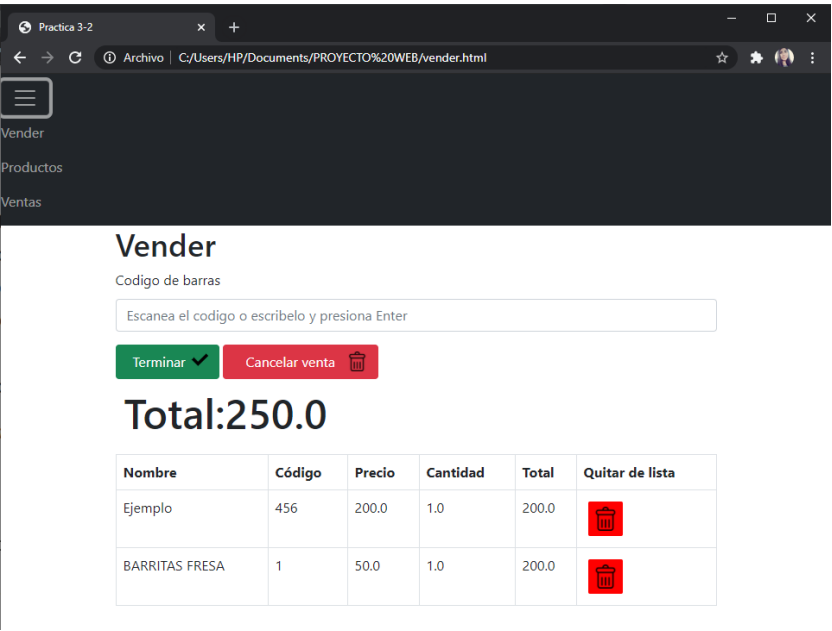 Practica 3-2
Archivo | C:/Users/HP/Documents/PROYECTO%20WEB/vender.html
Vender
Productos
Ventas
Vender
Codigo de barras
Escanea el codigo o escribelo y presiona Enter
Terminar Cancelar venta
Total:250.0
Nombre Código Precio Cantidad Total Quitar de lista
Ejemplo 456 200.0 1.0 200.0
BARRITAS FRESA 1 50.0 1.0 200.0